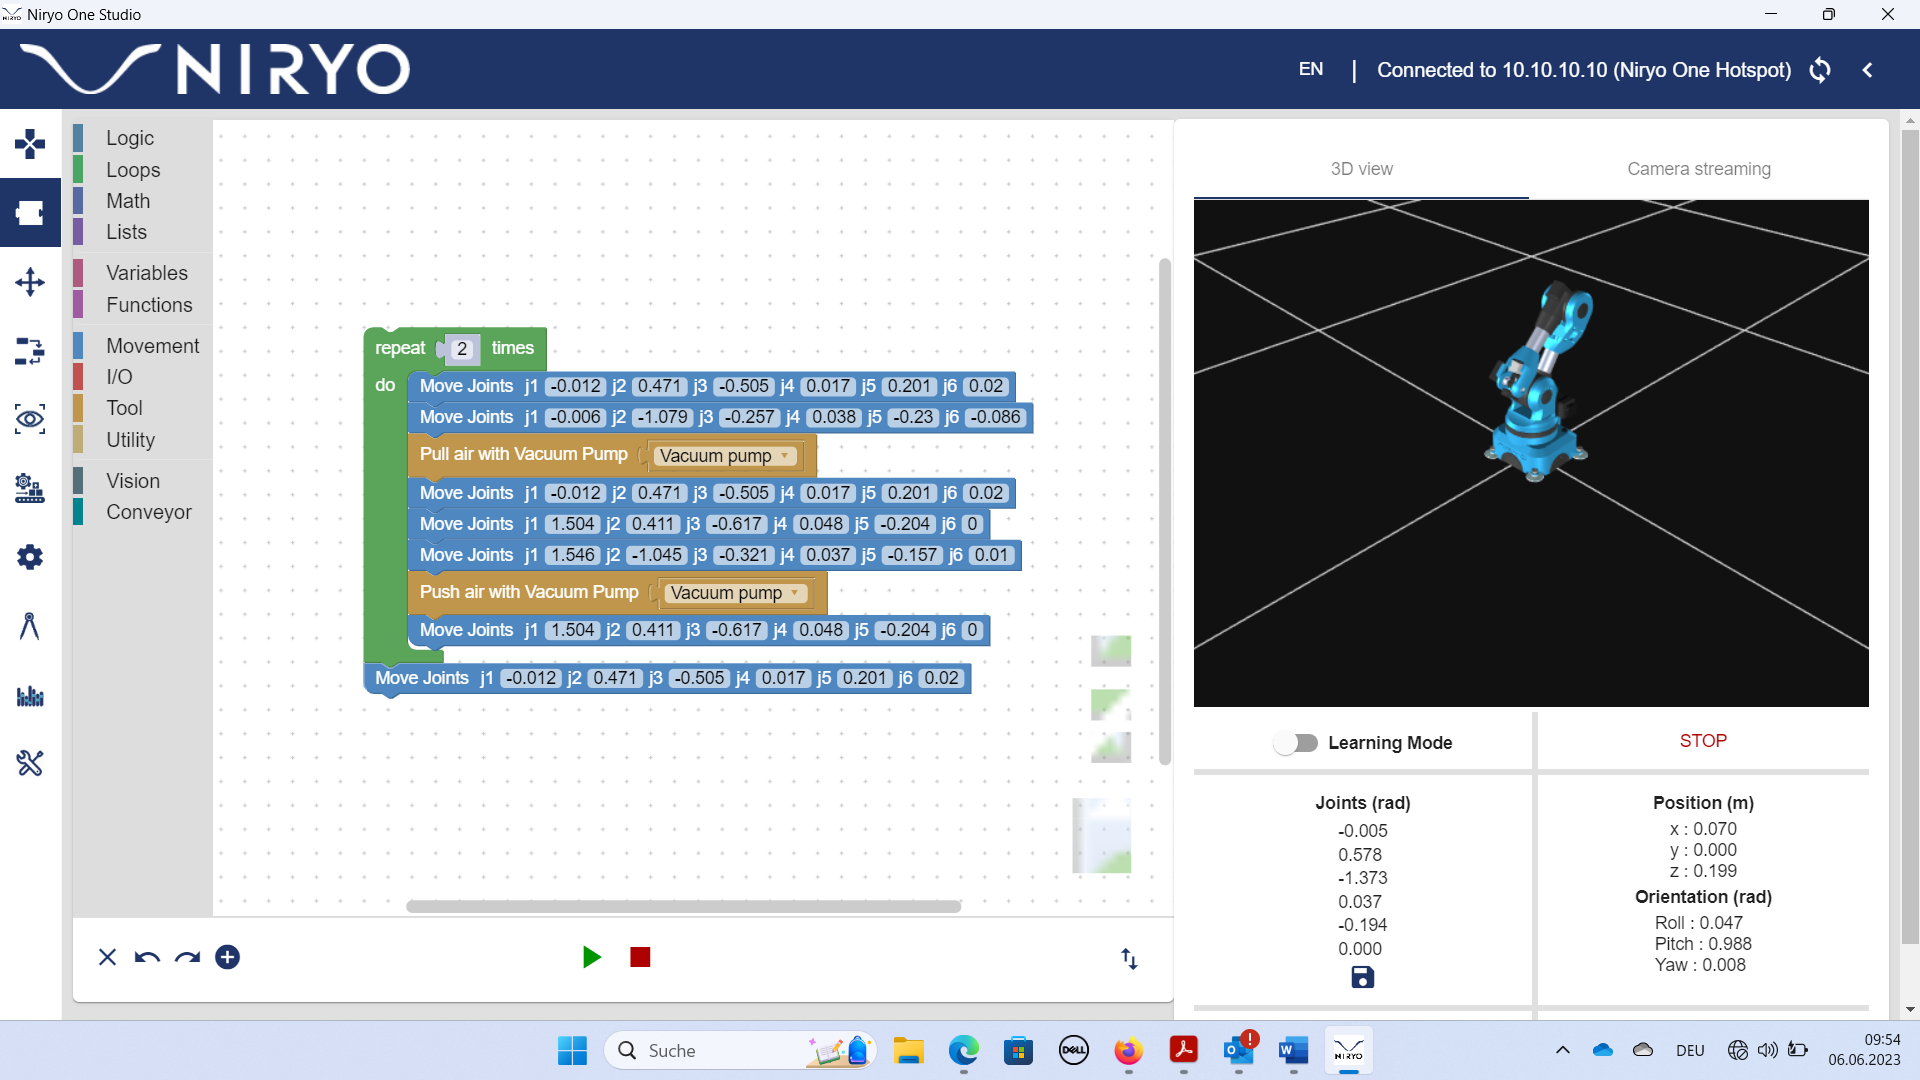 NIRYO Niryo One Studio
NIRYO
EN | Connected to 10.10.10.10 (Niryo One Hotspot)
Logic
Loops
Math
Lists
Variables
Functions
Movement
I/O
Tool
Utility
Vision
Conveyor
repeat 2 times
do Move Joints j1 -0.012 j2 0.471 j3 -0.505 j4 0.017 j5 0.201 j6 0.02
Move Joints j1 -0.006 j2 -1.079 j3 -0.257 j4 0.038 j5 -0.23 j6 -0.086
Pull air with Vacuum Pump Vacuum pump
Move Joints j1 -0.012 j2 0.471 j3 -0.505 j4 0.017 j5 0.201 j6 0.02
Move Joints j1 1.504 j2 0.411 j3 -0.617 j4 0.048 j5 -0.204 j6 0
Move Joints j1 1.546 j2 -1.045 j3 -0.321 j4 0.037 j5 -0.157 j6 0.01
Push air with Vacuum Pump Vacuum pump
Move Joints j1 1.504 j2 0.411 j3 -0.617 j4 0.048 j5 -0.204 j6 0
Move Joints j1 -0.012 j2 0.471 j3 -0.505 j4 0.017 j5 0.201 j6 0.02
3D view
Camera streaming
Learning Mode
STOP
Joints (rad)
-0.005
0.578
-1.373
0.037
-0.194
0.000
Position (m)
x : 0.070
y : 0.000
z : 0.199
Orientation (rad)
Roll : 0.047
Pitch : 0.988
Yaw : 0.008
Suche
DELL
W
NIRYO
DEU
09:54
06.06.2023